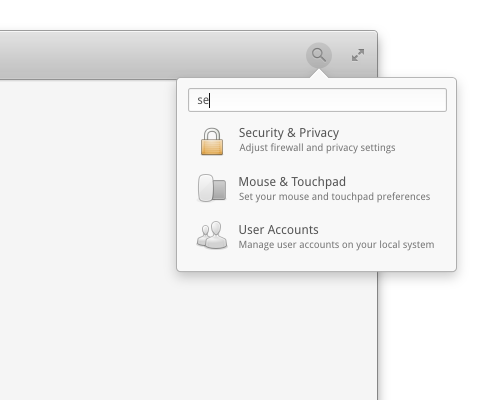 se
Security & Privacy
Adjust firewall and privacy settings
Mouse & Touchpad
Set your mouse and touchpad preferences
User Accounts
Manage user accounts on your local system